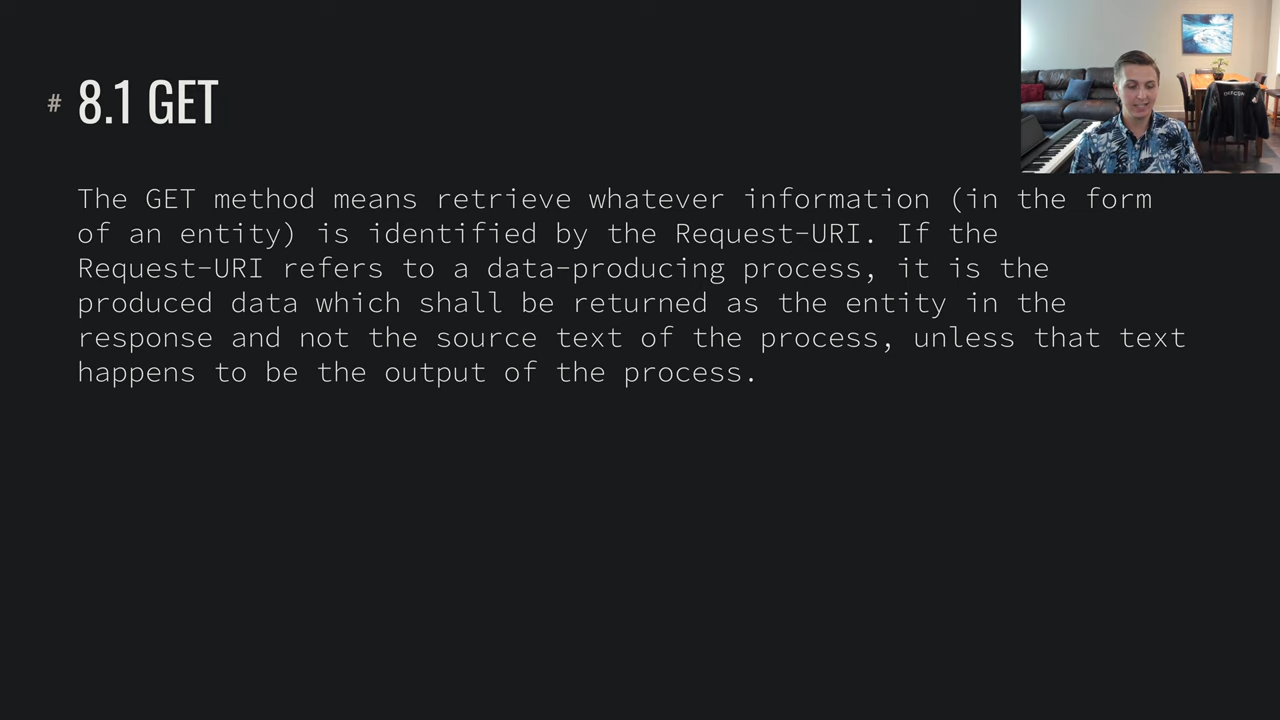 # 8.1 GET
The GET method means retrieve whatever information (in the form
of an entity) is identified by the Request-URI. If the
Request-URI refers to a data-producing process, it is the
produced data which shall be returned as the entity in the
response and not the source text of the process, unless that text
happens to be the output of the process.
DEFCON